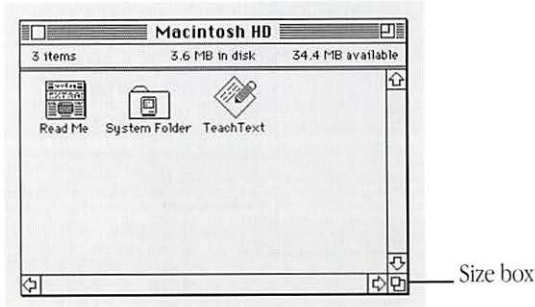 Macintosh HD
3 items 3.6 MB in disk 34.4 MB available
Read Me System Folder TeachText
Size box